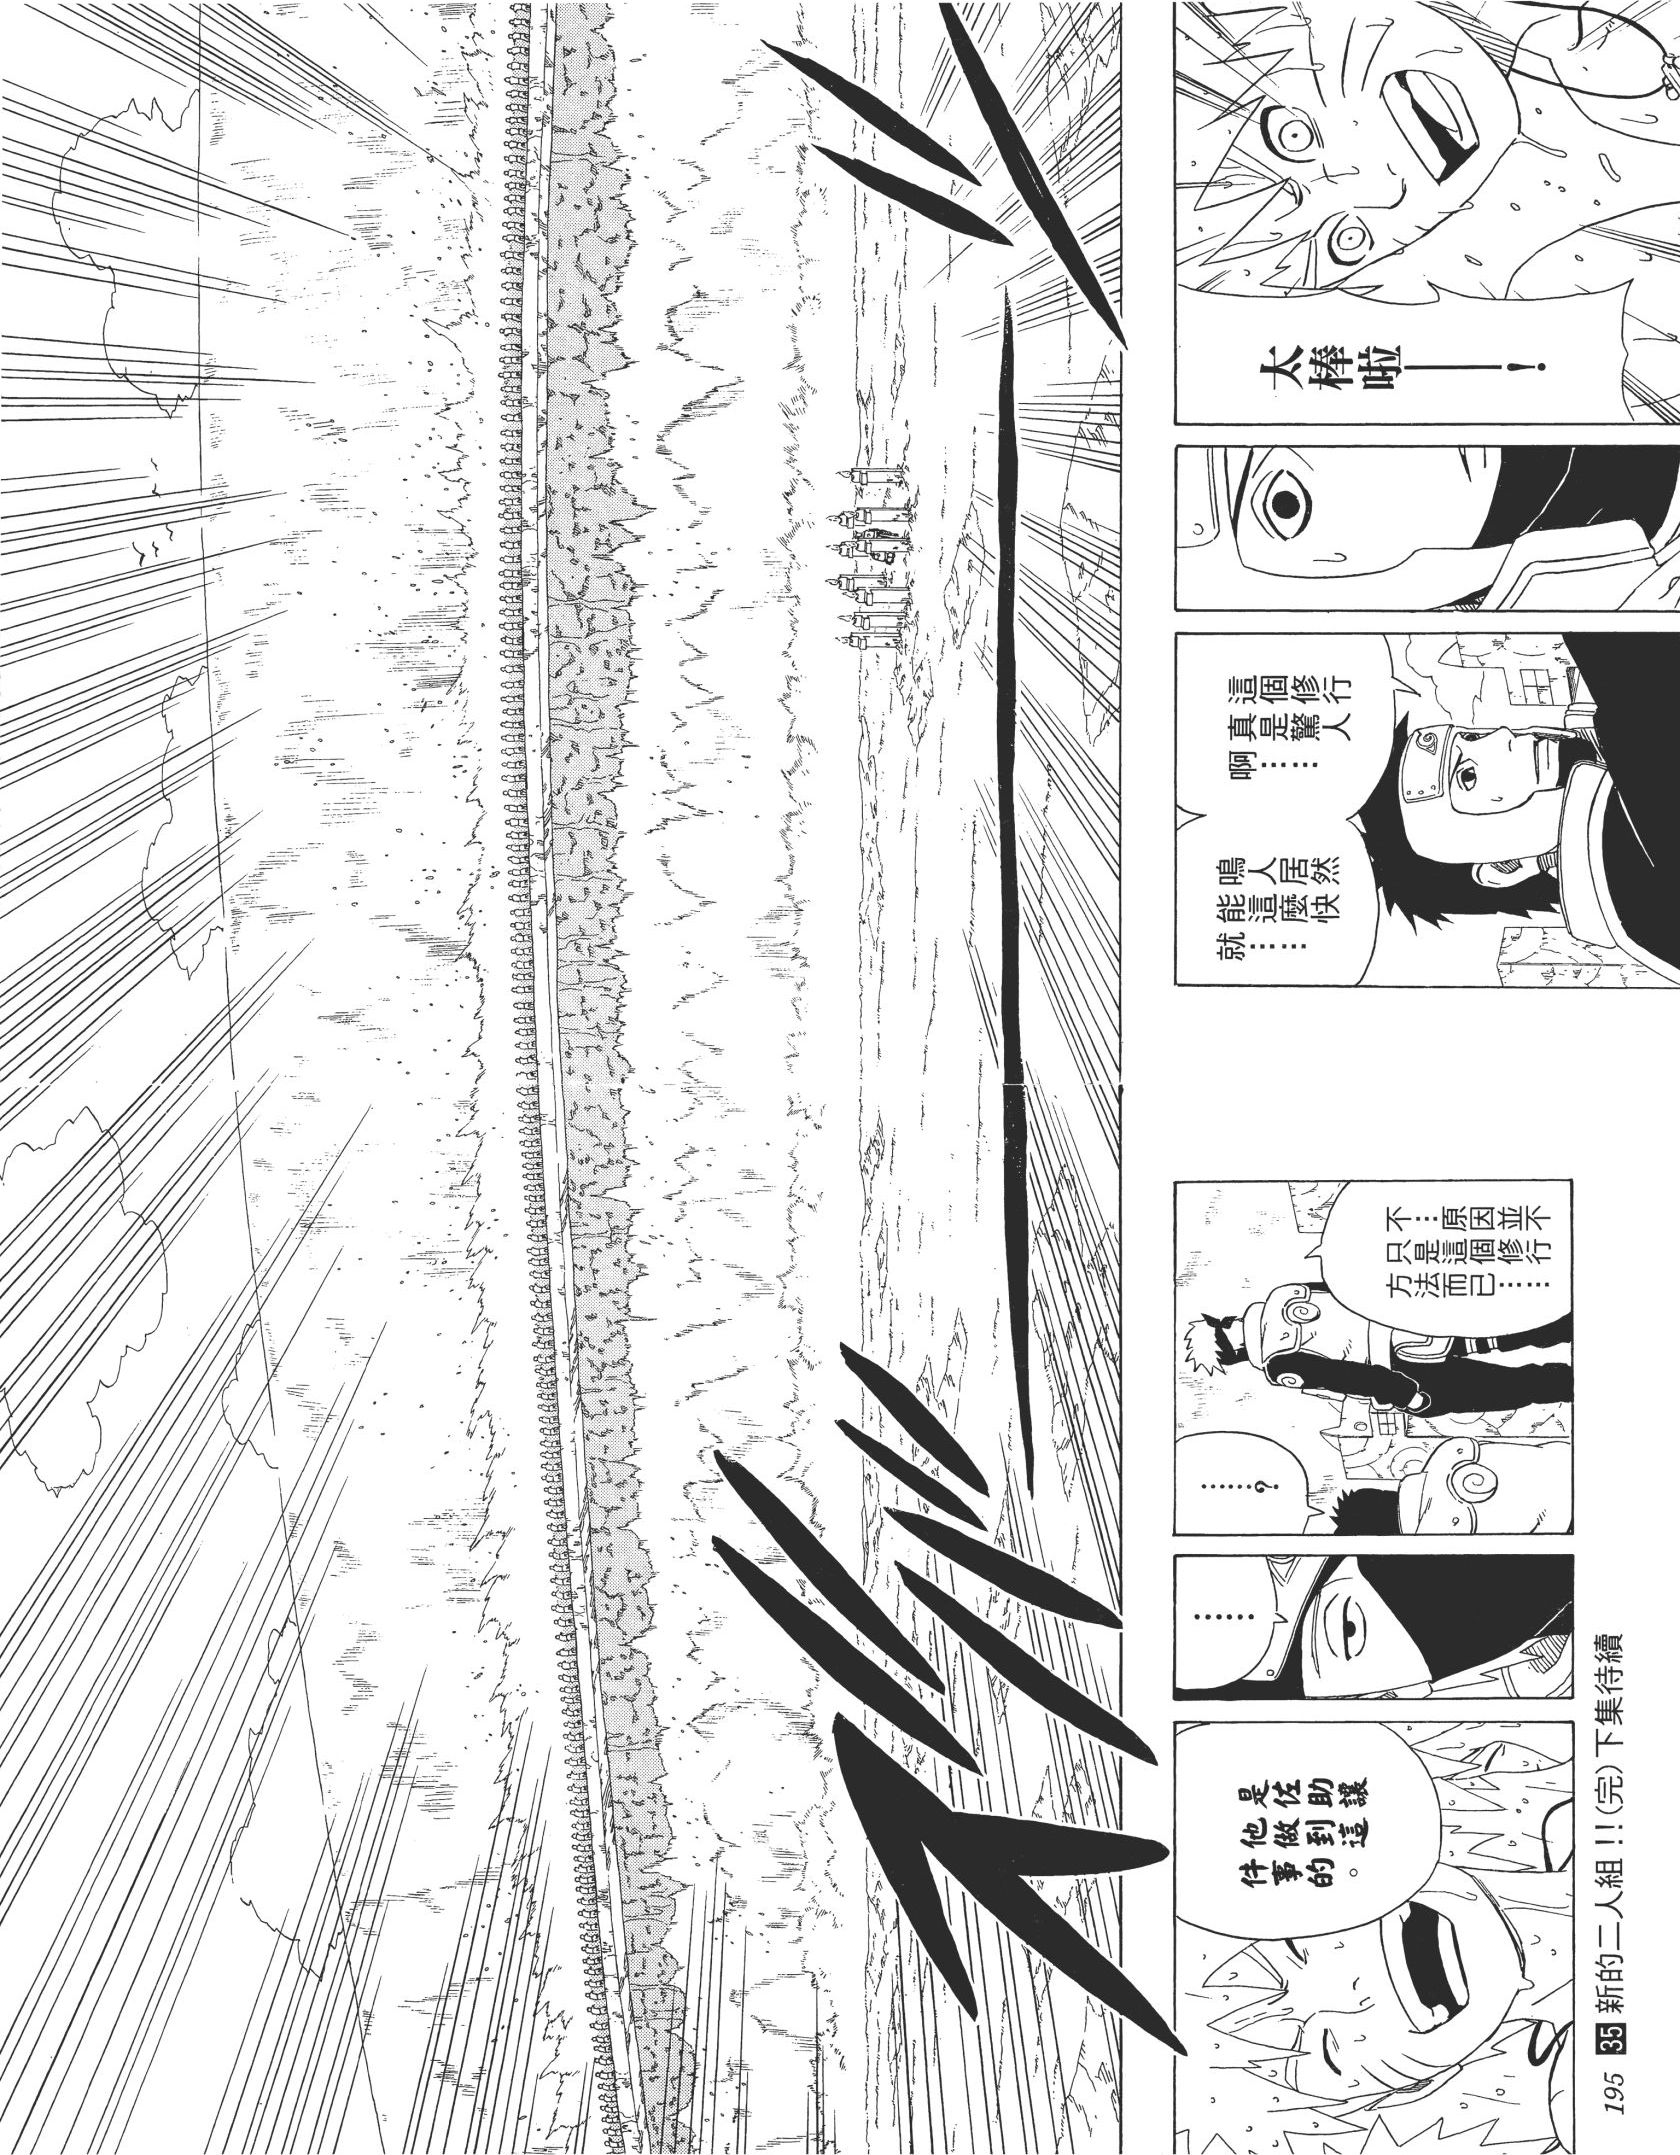 太棒啦——！
這個修行
真是驚人
啊……
鳴人居然
能這麼快
就……
不…原因並不
只是這個修行
方法而已……
……？
……
是佐助讓
他做到這
件事的。
195 35 新的二人組!!(完)下集待續